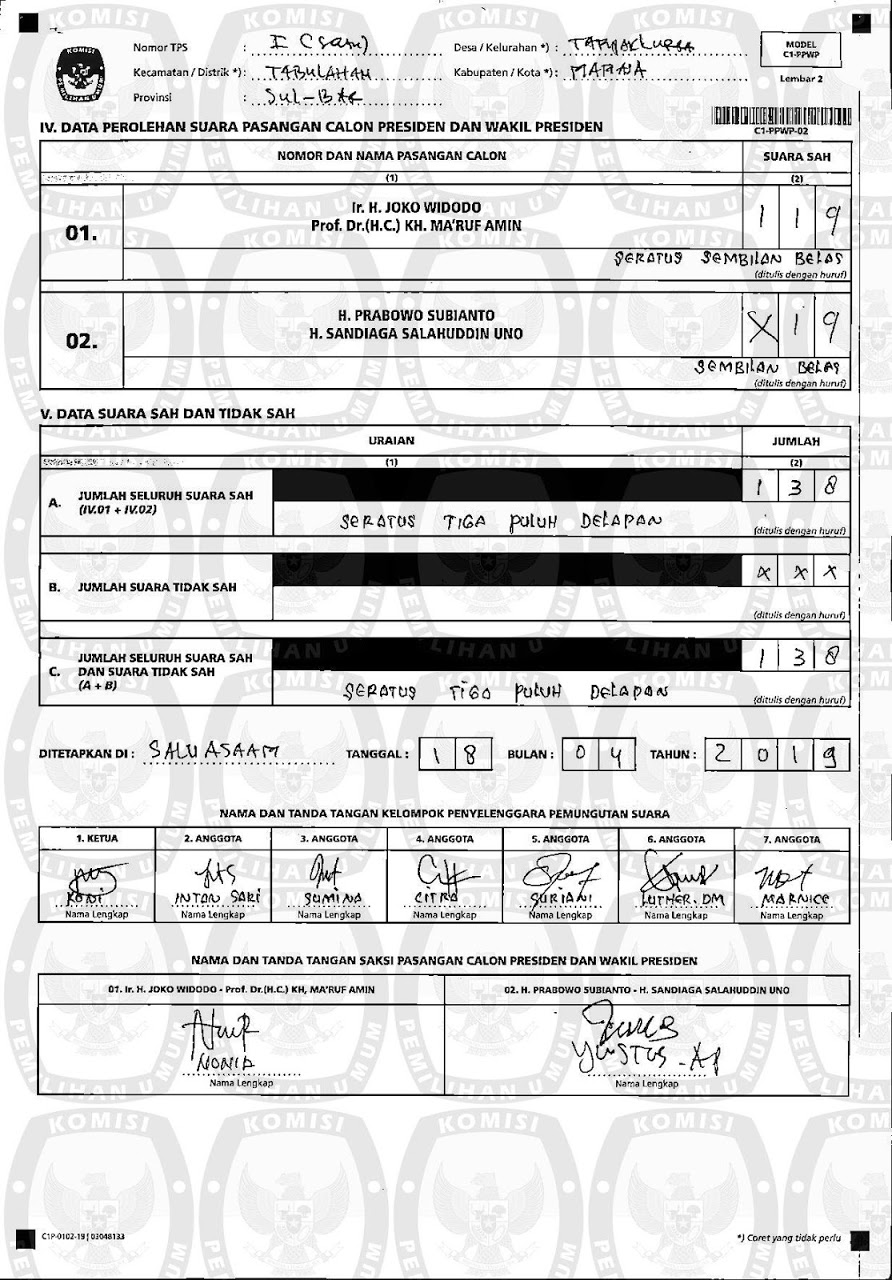 KOMISI
PEMILIHAN UMUM
Nomor TPS : I (satu)
Desa / Kelurahan *) :
Kecamatan / Distrik *) : TABULAHAN
Kabupaten / Kota *) : MAMASA
Provinsi : SUL-BAR
MODEL
C1-PPWP
Lembar 2
C1-PPWP-02
IV. DATA PEROLEHAN SUARA PASANGAN CALON PRESIDEN DAN WAKIL PRESIDEN
NOMOR DAN NAMA PASANGAN CALON SUARA SAH
(1) (2)
01. Ir. H. JOKO WIDODO
Prof. Dr.(H.C.) KH. MA'RUF AMIN
1 1 9
SERATUS SEMBILAN BELAS
(ditulis dengan huruf)
02. H. PRABOWO SUBIANTO
H. SANDIAGA SALAHUDDIN UNO
X 1 9
SEMBILAN BELAS
(ditulis dengan huruf)
V. DATA SUARA SAH DAN TIDAK SAH
URAIAN JUMLAH
(1) (2)
A. JUMLAH SELURUH SUARA SAH
(IV.01 + IV.02)
1 3 8
SERATUS TIGA PULUH DELAPAN
(ditulis dengan huruf)
B. JUMLAH SUARA TIDAK SAH
X X X
(ditulis dengan huruf)
C. JUMLAH SELURUH SUARA SAH
DAN SUARA TIDAK SAH
(A + B)
1 3 8
SERATUS TIGO PULUH DELAPAN
(ditulis dengan huruf)
DITETAPKAN DI : SALUASAAM TANGGAL : 1 8 BULAN : 0 4 TAHUN : 2 0 1 9
NAMA DAN TANDA TANGAN KELOMPOK PENYELENGGARA PEMUNGUTAN SUARA
1. KETUA 2. ANGGOTA 3. ANGGOTA 4. ANGGOTA 5. ANGGOTA 6. ANGGOTA 7. ANGGOTA
INTAN SARI SUMINA CITRA SURIANI LUTHER. DM MARNICE
Nama Lengkap Nama Lengkap Nama Lengkap Nama Lengkap Nama Lengkap Nama Lengkap Nama Lengkap
NAMA DAN TANDA TANGAN SAKSI PASANGAN CALON PRESIDEN DAN WAKIL PRESIDEN
01. Ir. H. JOKO WIDODO - Prof. Dr.(H.C.) KH, MA'RUF AMIN
02. H. PRABOWO SUBIANTO - H. SANDIAGA SALAHUDDIN UNO
NONIA
YUSTUS
Nama Lengkap Nama Lengkap
C1P-0102-19 | 03048133
*) Coret yang tidak perlu